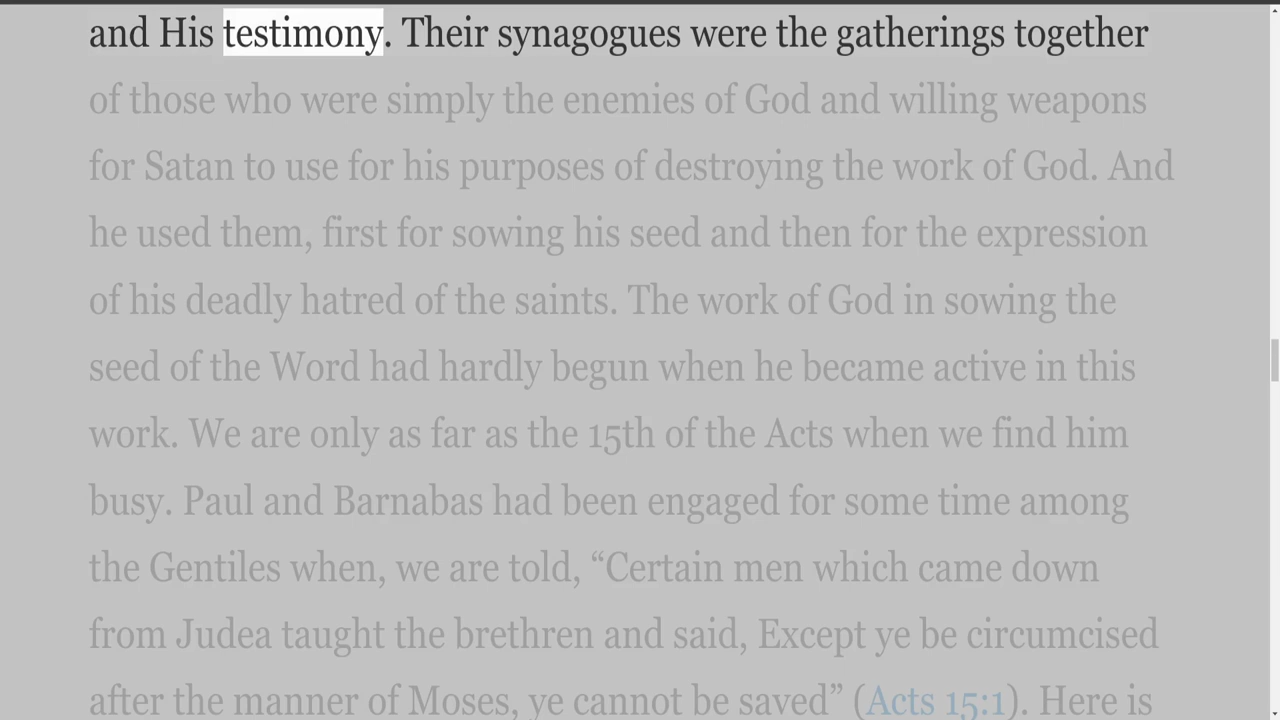 and His testimony. Their synagogues were the gatherings together
of those who were simply the enemies of God and willing weapons
for Satan to use for his purposes of destroying the work of God. And
he used them, first for sowing his seed and then for the expression
of his deadly hatred of the saints. The work of God in sowing the
seed of the Word had hardly begun when he became active in this
work. We are only as far as the 15th of the Acts when we find him
busy. Paul and Barnabas had been engaged for some time among
the Gentiles when, we are told, “Certain men which came down
from Judea taught the brethren and said, Except ye be circumcised
after the manner of Moses, ye cannot be saved” (Acts 15:1). Here is